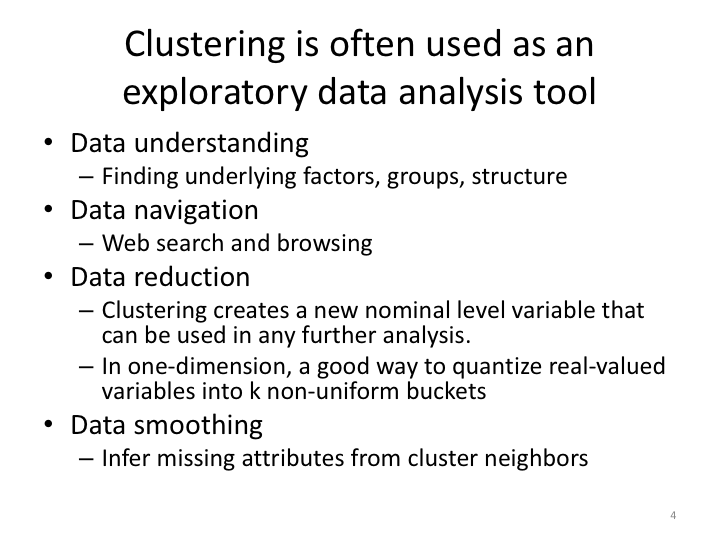 Clustering is often used as an
exploratory data analysis tool
• Data understanding
– Finding underlying factors, groups, structure
• Data navigation
– Web search and browsing
• Data reduction
– Clustering creates a new nominal level variable that
can be used in any further analysis.
– In one-dimension, a good way to quantize real-valued
variables into k non-uniform buckets
• Data smoothing
– Infer missing attributes from cluster neighbors
4